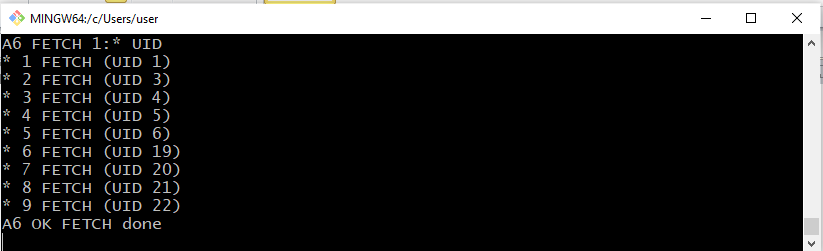 MINGW64:/c/Users/user
A6 FETCH 1:* UID
* 1 FETCH (UID 1)
* 2 FETCH (UID 3)
* 3 FETCH (UID 4)
* 4 FETCH (UID 5)
* 5 FETCH (UID 6)
* 6 FETCH (UID 19)
* 7 FETCH (UID 20)
* 8 FETCH (UID 21)
* 9 FETCH (UID 22)
A6 OK FETCH done